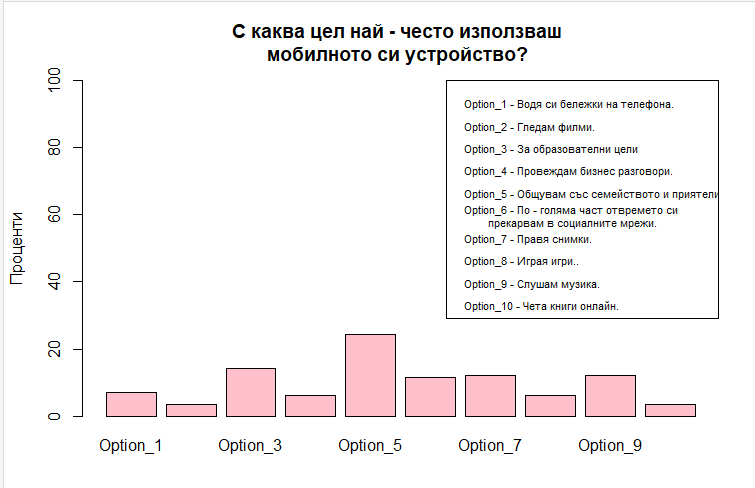 С каква цел най - често използваш
мобилното си устройство?
Проценти
100
80
60
40
20
0
Option_1 - Водя си бележки на телефона.
Option_2 - Гледам филми.
Option_3 - За образователни цели
Option_4 - Провеждам бизнес разговори.
Option_5 - Общувам със семейството и приятели
Option_6 - По - голяма част отвремето си
прекарвам в социалните мрежи.
Option_7 - Правя снимки.
Option_8 - Играя игри..
Option_9 - Слушам музика.
Option_10 - Чета книги онлайн.
Option_1 Option_3 Option_5 Option_7 Option_9